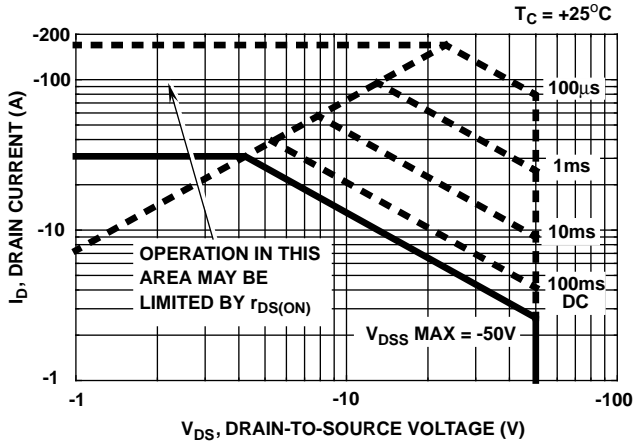 T_C = +25°C
-200
-100
-10
-1
I_D, DRAIN CURRENT (A)
100μs
1ms
10ms
100ms
DC
OPERATION IN THIS
AREA MAY BE
LIMITED BY r_DS(ON)
V_DSS MAX = -50V
-1
-10
-100
V_DS, DRAIN-TO-SOURCE VOLTAGE (V)